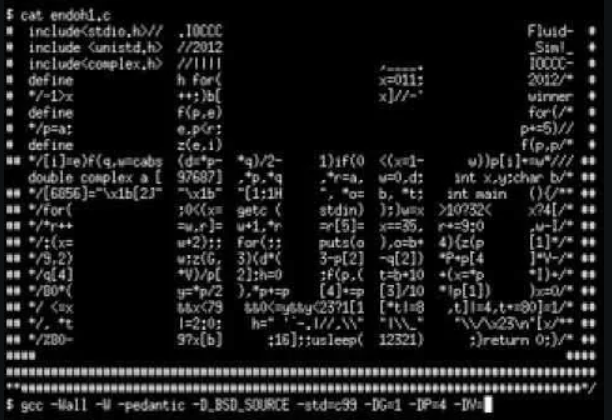 $ cat endoh1.c
#  include<stdio.h>//  .IOCCC                                         Fluid-  #
#  include <unistd.h>  //2012                                         _Sim!_  #
#  include<complex.h>  //||||                     ,____.              IOCCC-  #
#  define              h for(                     x=011;              2012/*  #
#  */-1>x              ++;)b[                     x]//-'              winner  #
#  define              f(p,e)                                         for(/*  #
#  */p=a;              e,p<r;                                        p+=5)//  #
#  define              z(e,i)                                        f(p,p/*  #
## */[i]=e)f(q,w=cabs  (d=*p-  *q)/2-     1)if(0  <(x=1-      w))p[i]+=w*/// ##
   double complex a [  97687]  ,*p,*q     ,*r=a,  w=0,d;    int x,y;char b/* ##
## */[6856]="\x1b[2J"  "\x1b"  "[1;1H     ", *o=  b, *t;   int main   (){/** ##
## */for(              ;0<(x=  getc (     stdin)  );)w=x  >10?32<     x?4[/* ##
## */*r++              =w,r]=  w+1,*r     =r[5]=  x==35,  r+=9:0      ,w-I/* ##
## */;(x=              w+2);;  for(;;     puts(o  ),o=b+  4){z(p      [1]*/* ##
## */9,2)              w;z(G,  3)(d*(     3-p[2]  -q[2])  *P+p[4      ]*V-/* ##
## */q[4]              *V)/p[  2];h=0     ;f(p,(  t=b+10  +(x=*p      *I)+/* ##
## */80*(              y=*p/2  ),*p+=p    [4]+=p  [3]/10  *!p[1])     )x=0/* ##
## */ <=x              &&x<79   &&0<=y&&y<23?1[1  [*t|=8   ,t]|=4,t+=80]=1/* ##
## */, *t              |=2:0;    h=" '`-.|//,\\"  "|\\_"   "\\/\x23\n"[x/** ##
## */%80-              9?x[b]      :16];;usleep(  12321)      ;}return 0;}/* ##
$ gcc -Wall -W -pedantic -D_BSD_SOURCE -std=c99 -DG=1 -DP=4 -DV=